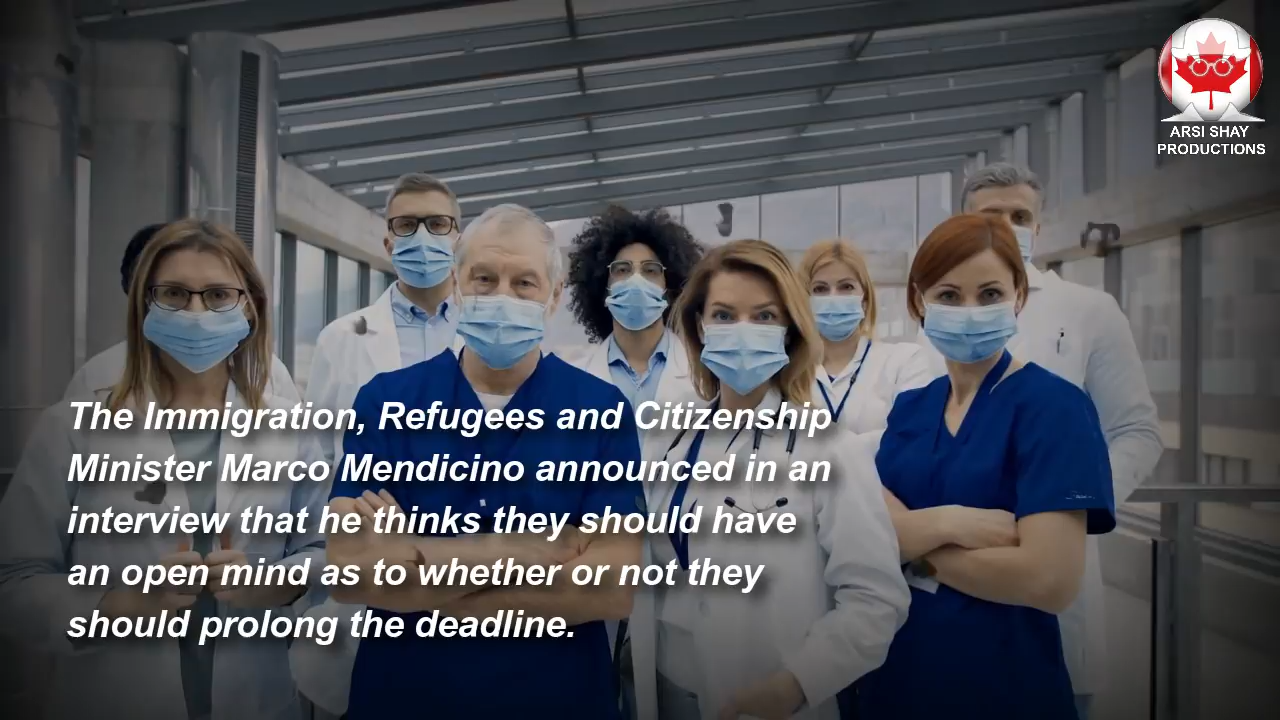 ARSI SHAY
PRODUCTIONS
The Immigration, Refugees and Citizenship
Minister Marco Mendicino announced in an
interview that he thinks they should have
an open mind as to whether or not they
should prolong the deadline.